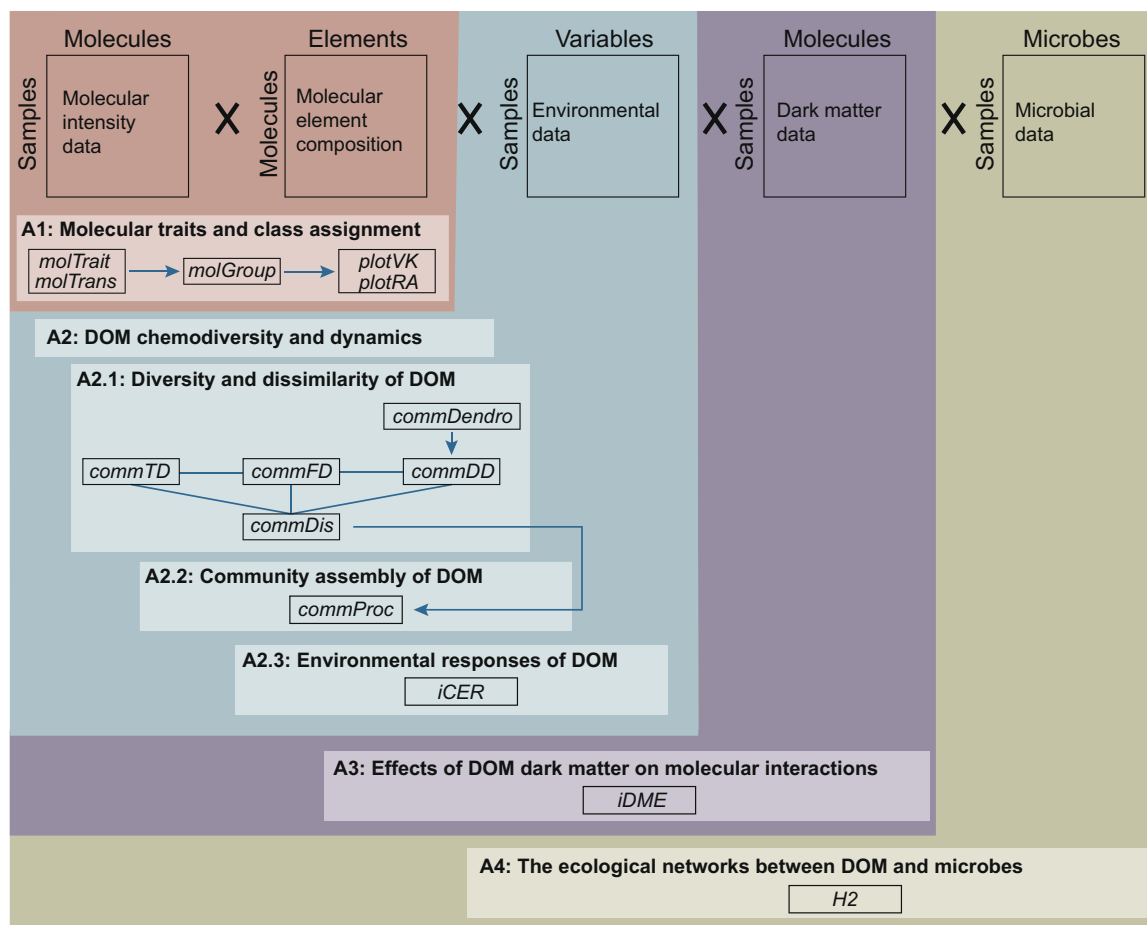 Molecules
Elements
Variables
Molecules
Microbes
Samples
Molecular
intensity
data
X
Molecules
Molecular
element
composition
X
Samples
Environmental
data
X
Samples
Dark matter
data
X
Samples
Microbial
data
A1: Molecular traits and class assignment
molTrait
molTrans
molGroup
plotVK
plotRA
A2: DOM chemodiversity and dynamics
A2.1: Diversity and dissimilarity of DOM
commDendro
commTD
commFD
commDD
commDis
A2.2: Community assembly of DOM
commProc
A2.3: Environmental responses of DOM
iCER
A3: Effects of DOM dark matter on molecular interactions
iDME
A4: The ecological networks between DOM and microbes
H2